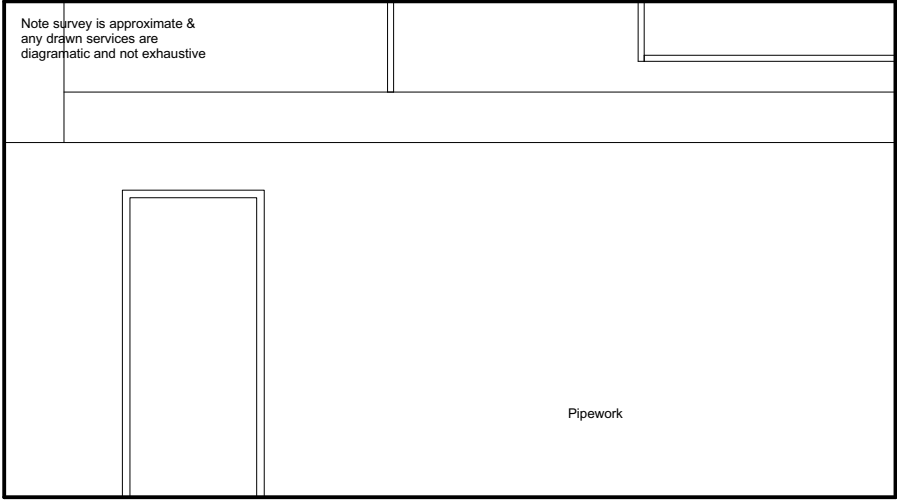 Note survey is approximate &
any drawn services are
diagramatic and not exhaustive
Pipework